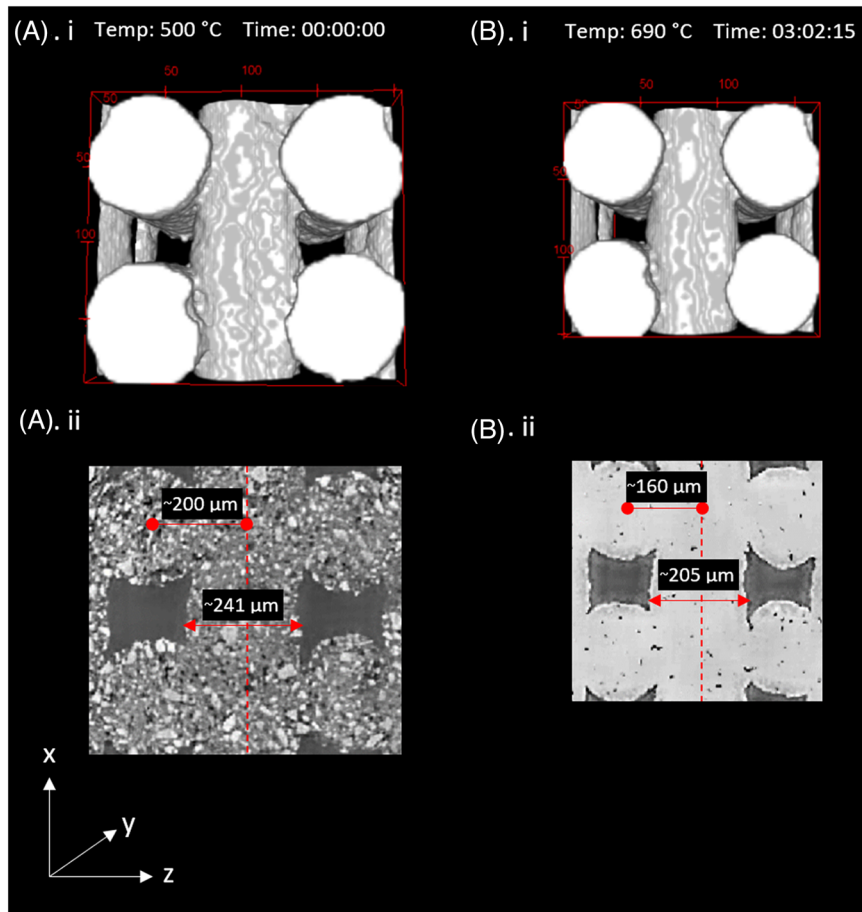 (A). i Temp: 500 °C Time: 00:00:00
(B). i Temp: 690 °C Time: 03:02:15
50 100
50
50
100
50 100
50
50
100
(A). ii
(B). ii
~200 µm
~241 µm
~160 µm
~205 µm
x
y
z